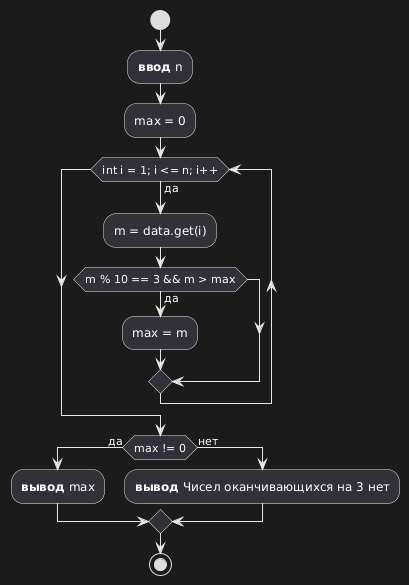 ввод n
max = 0
int i = 1; i <= n; i++
да
m = data.get(i)
m % 10 == 3 && m > max
да
max = m
да
max != 0
нет
вывод max
вывод Чисел оканчивающихся на 3 нет